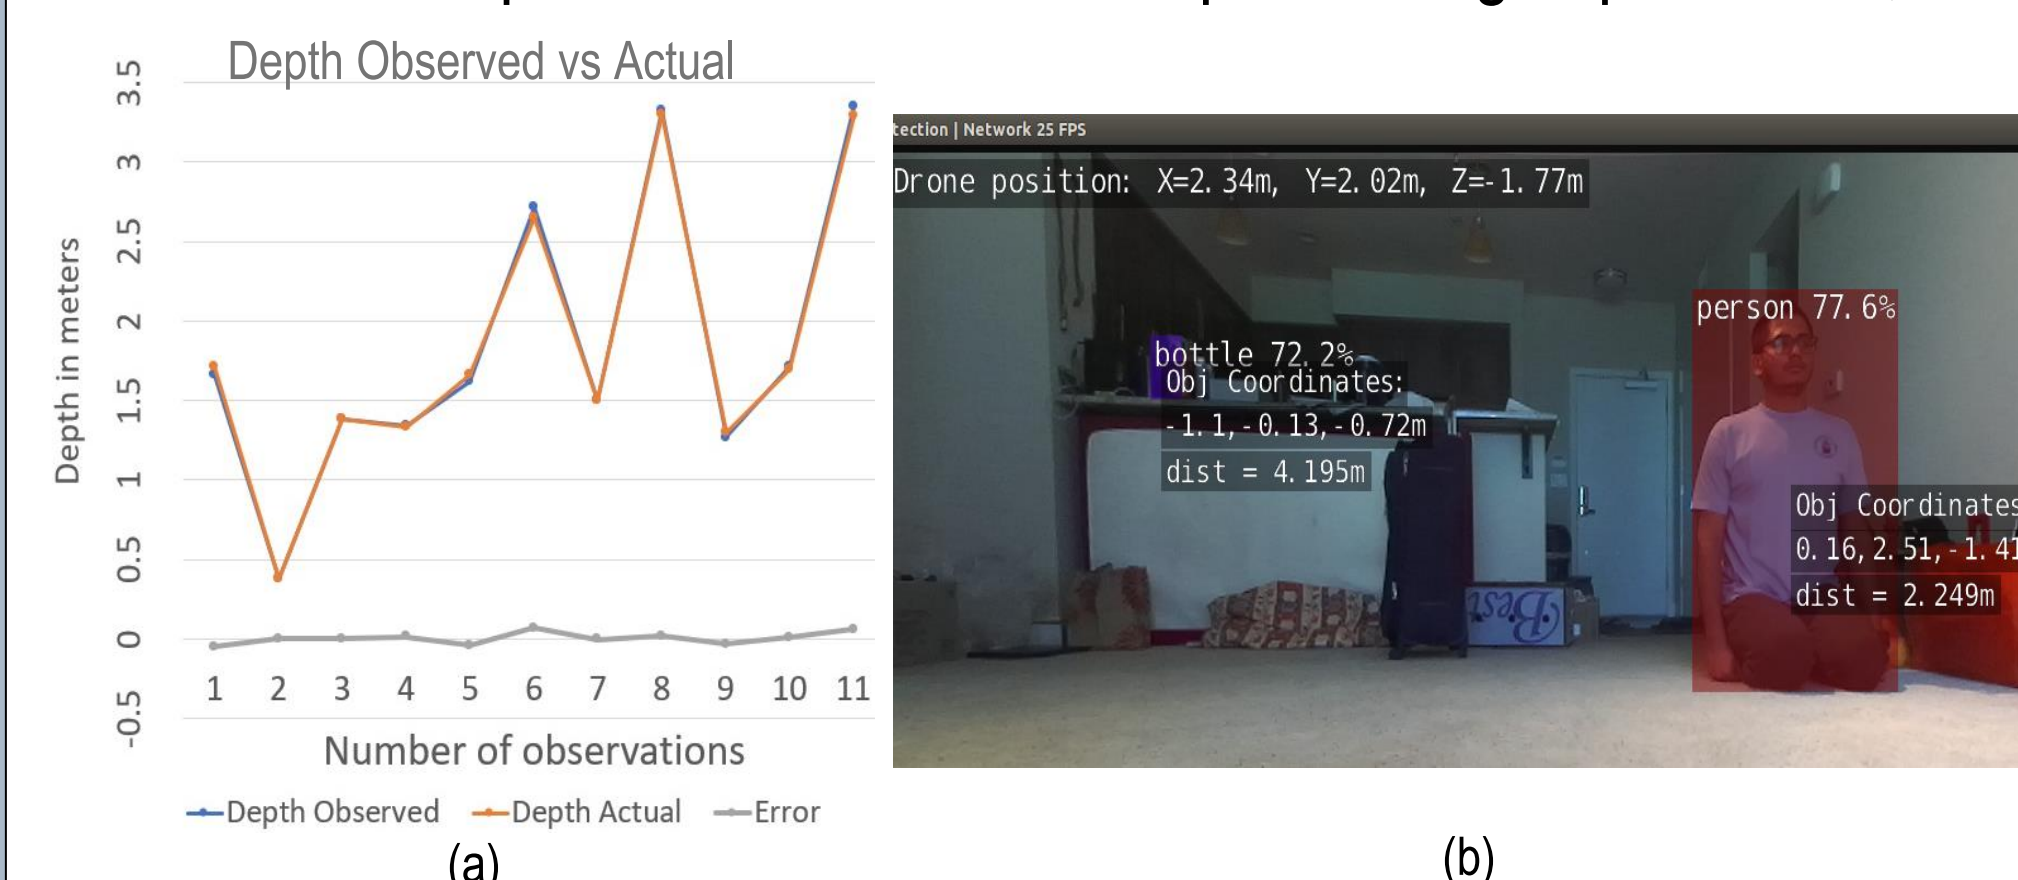 Depth Observed vs Actual
3.5
3
2.5
2
1.5
1
0.5
0
-0.5
Depth in meters
1 2 3 4 5 6 7 8 9 10 11
Number of observations
Depth Observed Depth Actual Error
(a)
tection | Network 25 FPS
Drone position: X=2.34m, Y=2.02m, Z=-1.77m
person 77.6%
bottle 72.2%
Obj Coordinates:
-1.1,-0.13,-0.72m
dist = 4.195m
Obj Coordinates
0.16,2.51,-1.41
dist = 2.249m
Best
(b)